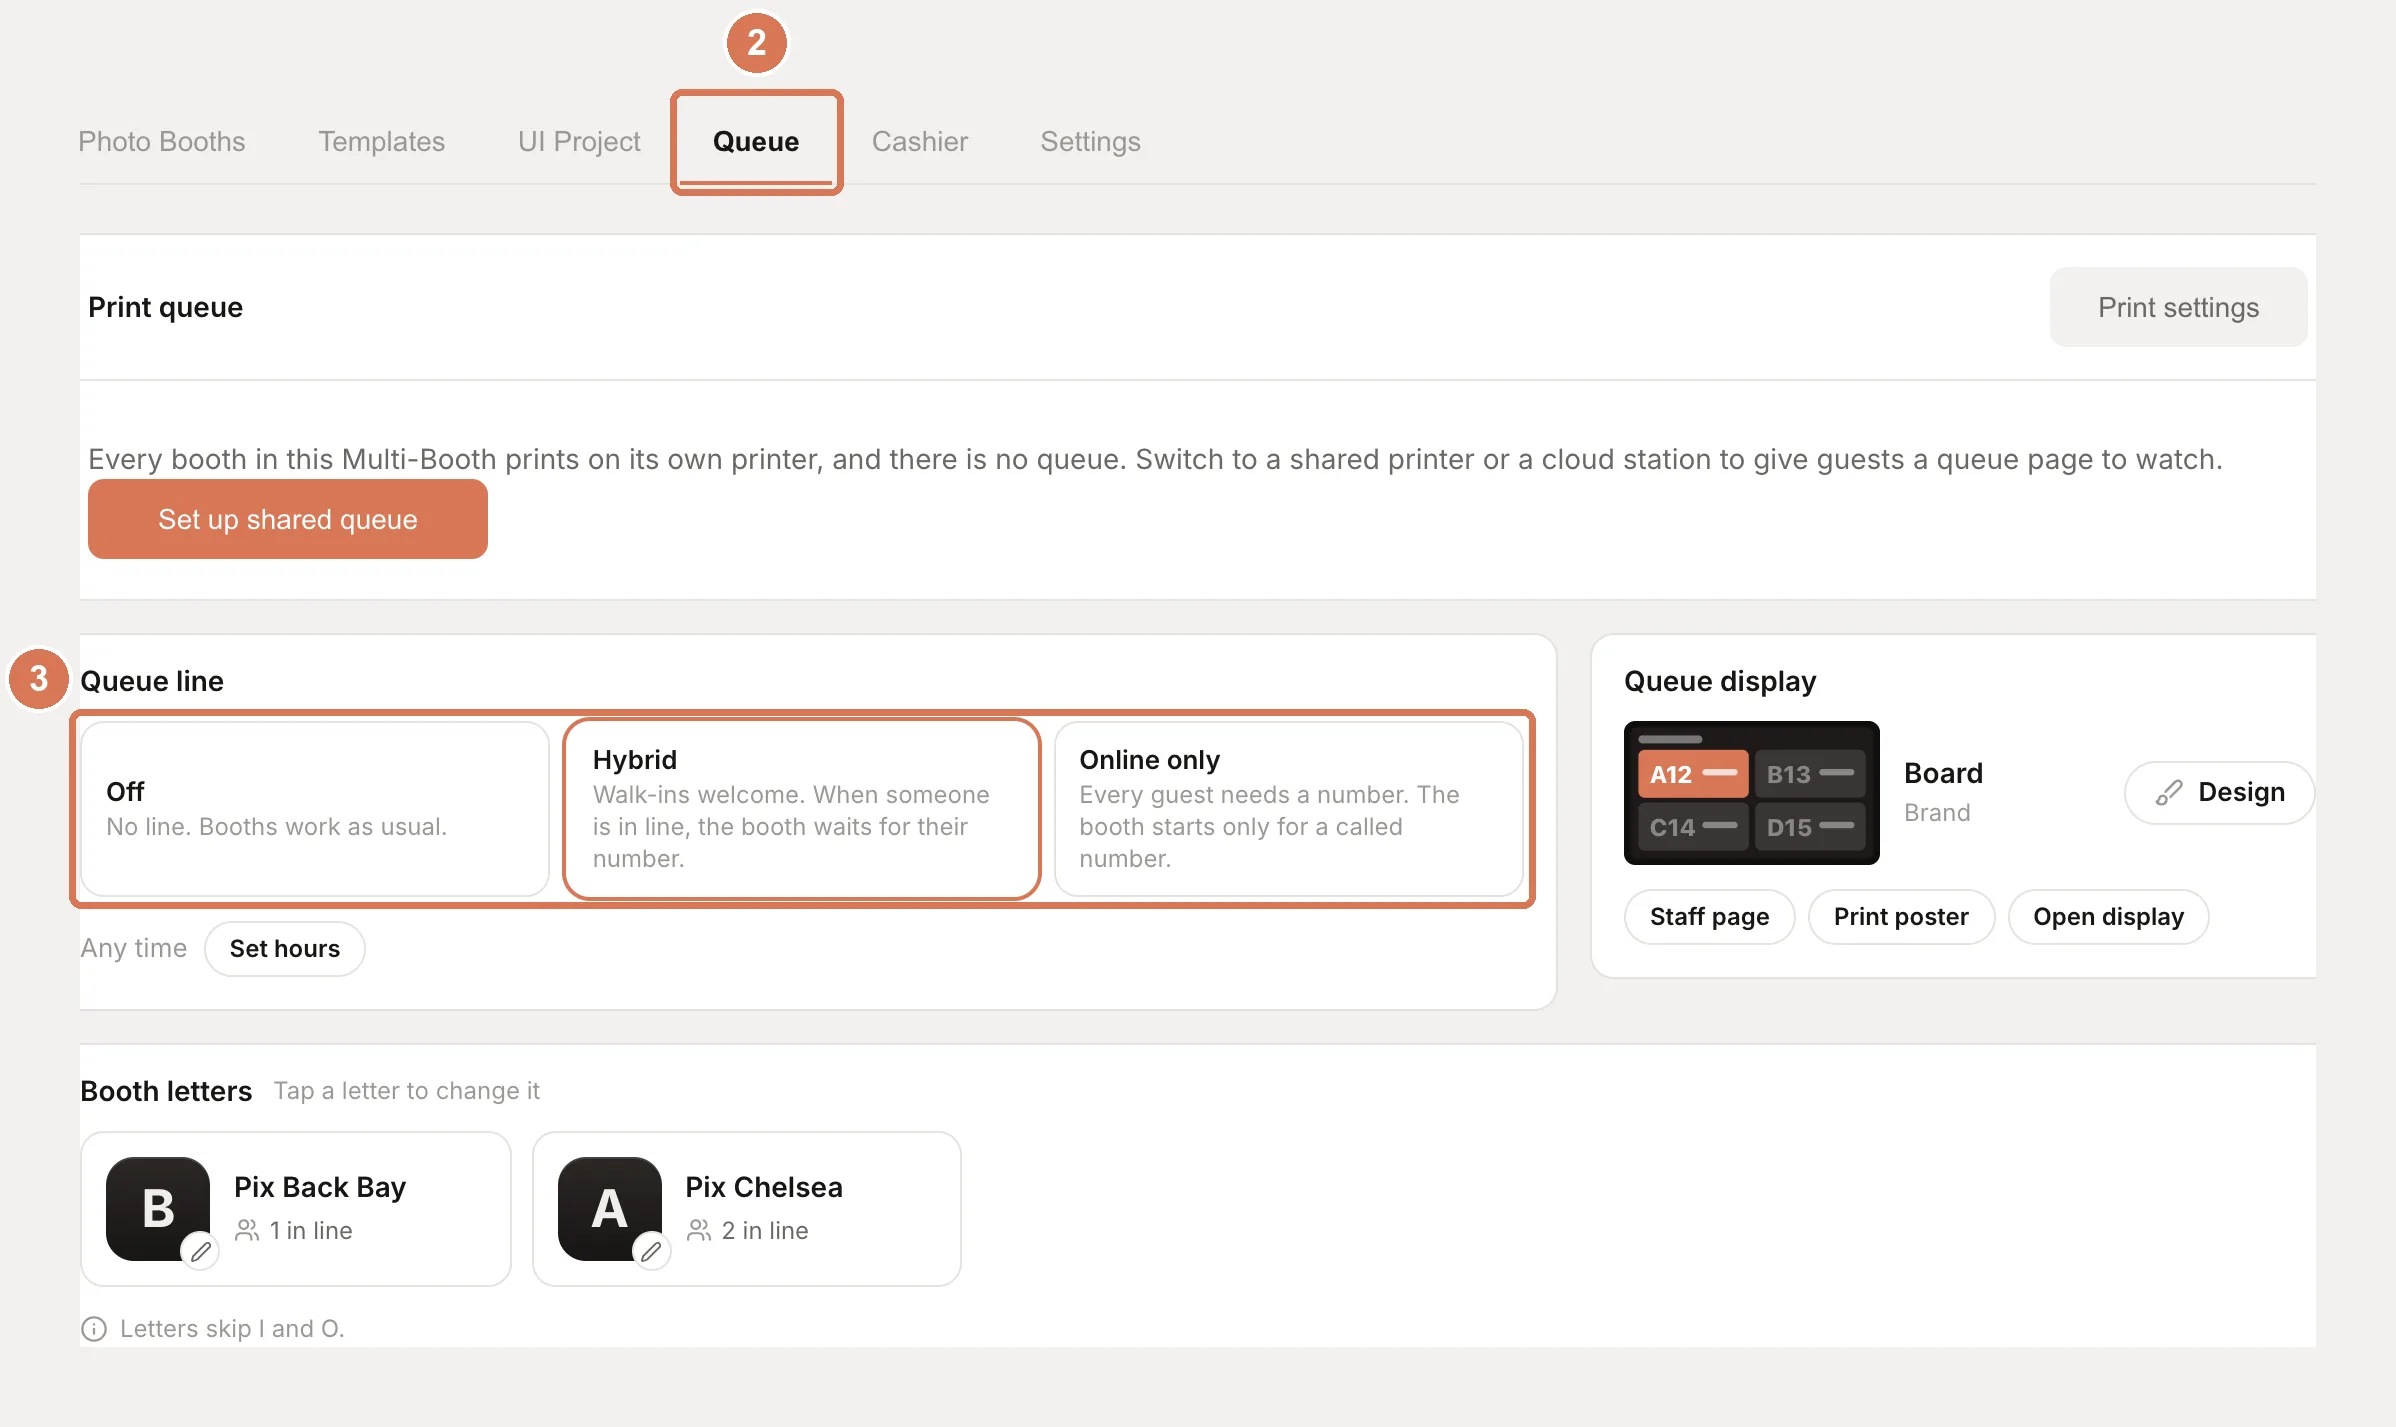 2
Photo Booths
Templates
UI Project
Queue
Cashier
Settings
Print queue
Print settings
Every booth in this Multi-Booth prints on its own printer, and there is no queue. Switch to a shared printer or a cloud station to give guests a queue page to watch.
Set up shared queue
3
Queue line
Off
No line. Booths work as usual.
Hybrid
Walk-ins welcome. When someone
is in line, the booth waits for their
number.
Online only
Every guest needs a number. The
booth starts only for a called
number.
Any time
Set hours
Queue display
A12
B13
C14
D15
Board
Brand
Design
Staff page
Print poster
Open display
Booth letters
Tap a letter to change it
B
Pix Back Bay
1 in line
A
Pix Chelsea
2 in line
Letters skip I and O.